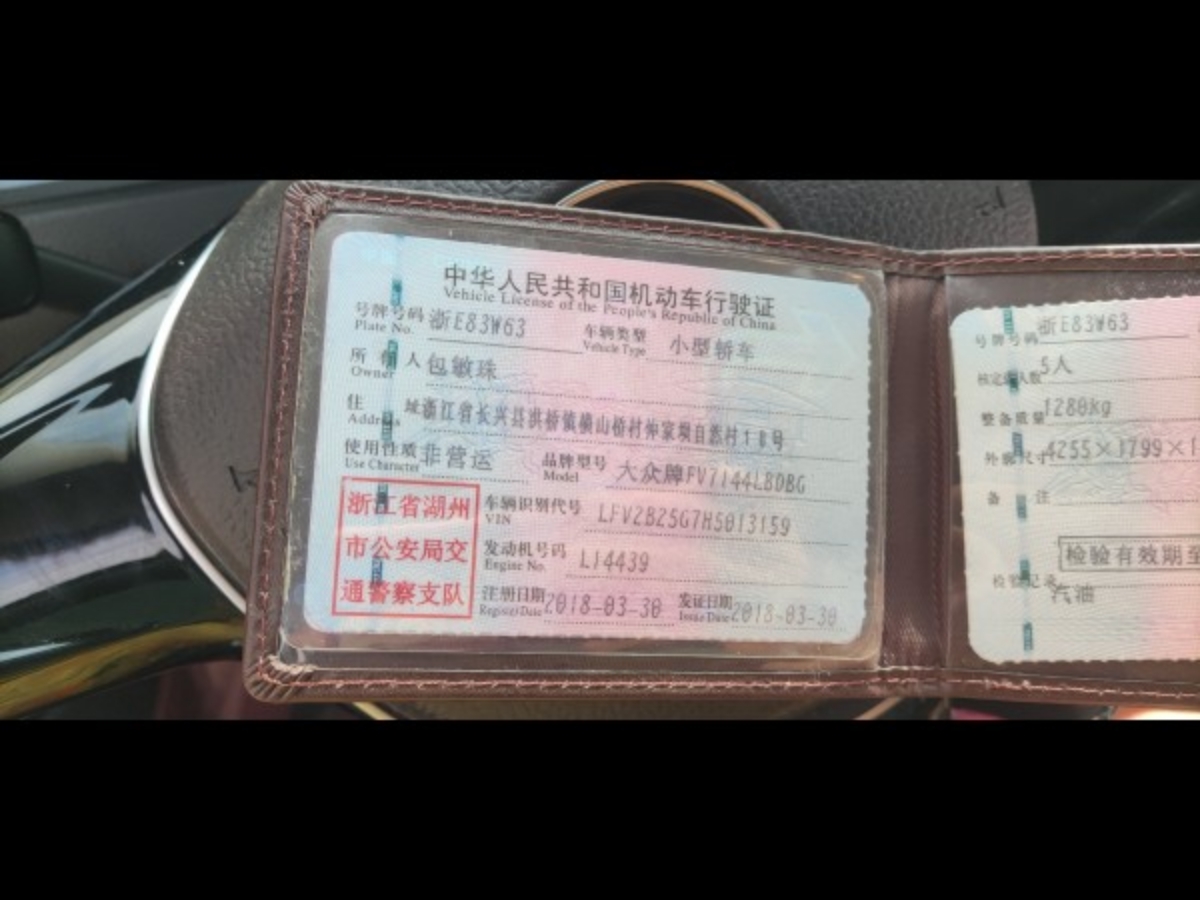 中华人民共和国机动车行驶证
Vehicle License of the People's Republic of China
号牌号码 浙E83W63 车辆类型 小型轿车
Plate No. Vehicle Type
所有人 包敏珠
Owner
住址 浙江省长兴县洪桥镇横山桥村仲家坝自然村18号
Address
使用性质 非营运 品牌型号 大众牌FV7144LBDBG
Use Character Model
浙江省湖州
市公安局交
通警察支队
车辆识别代号 LFV2B25G7H5013159
VIN
发动机号码 L14439
Engine No.
注册日期 2018-03-30 发证日期 2018-03-30
Register Date Issue Date
号牌号码 浙E83W63
核定载人数 5人
整备质量 1280kg
外廓尺寸 4255×1799×1
备注
检验有效期至
检验记录
汽油